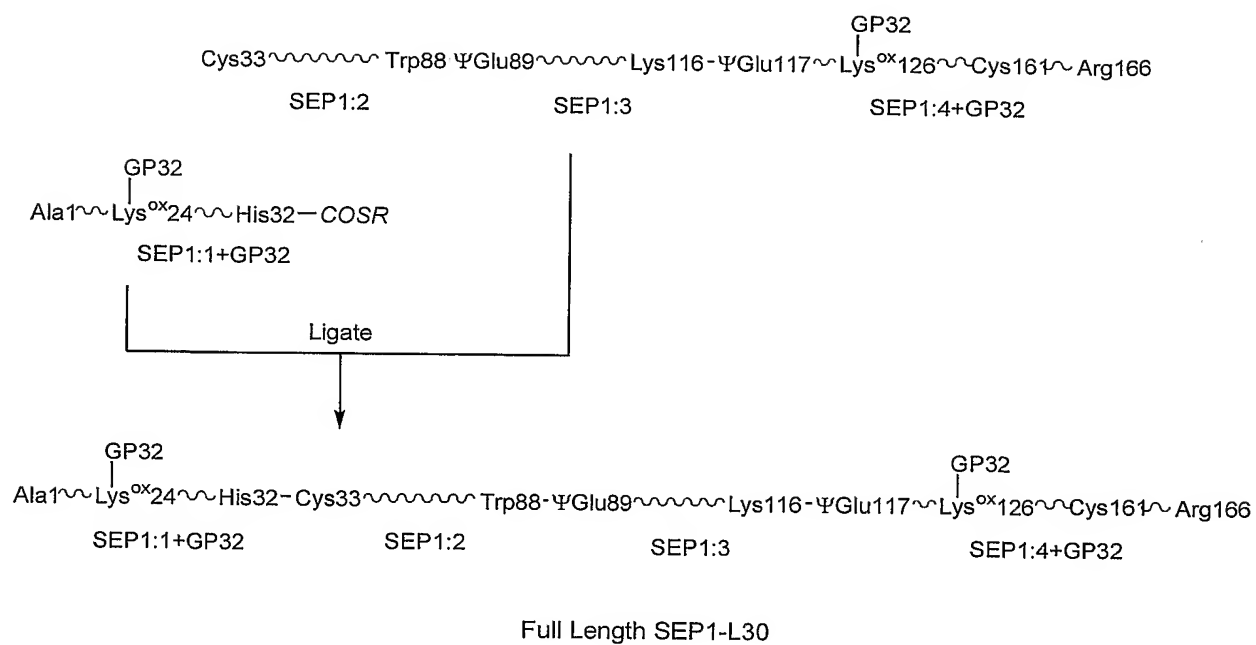 GP32
Cys33 Trp88 ΨGlu89 Lys116-ΨGlu117 Lysox126 Cys161 Arg166
SEP1:2 SEP1:3 SEP1:4+GP32
GP32
Ala1 Lysox24 His32-COSR
SEP1:1+GP32
Ligate
GP32 GP32
Ala1 Lysox24 His32-Cys33 Trp88-ΨGlu89 Lys116-ΨGlu117 Lysox126 Cys161 Arg166
SEP1:1+GP32 SEP1:2 SEP1:3 SEP1:4+GP32
Full Length SEP1-L30